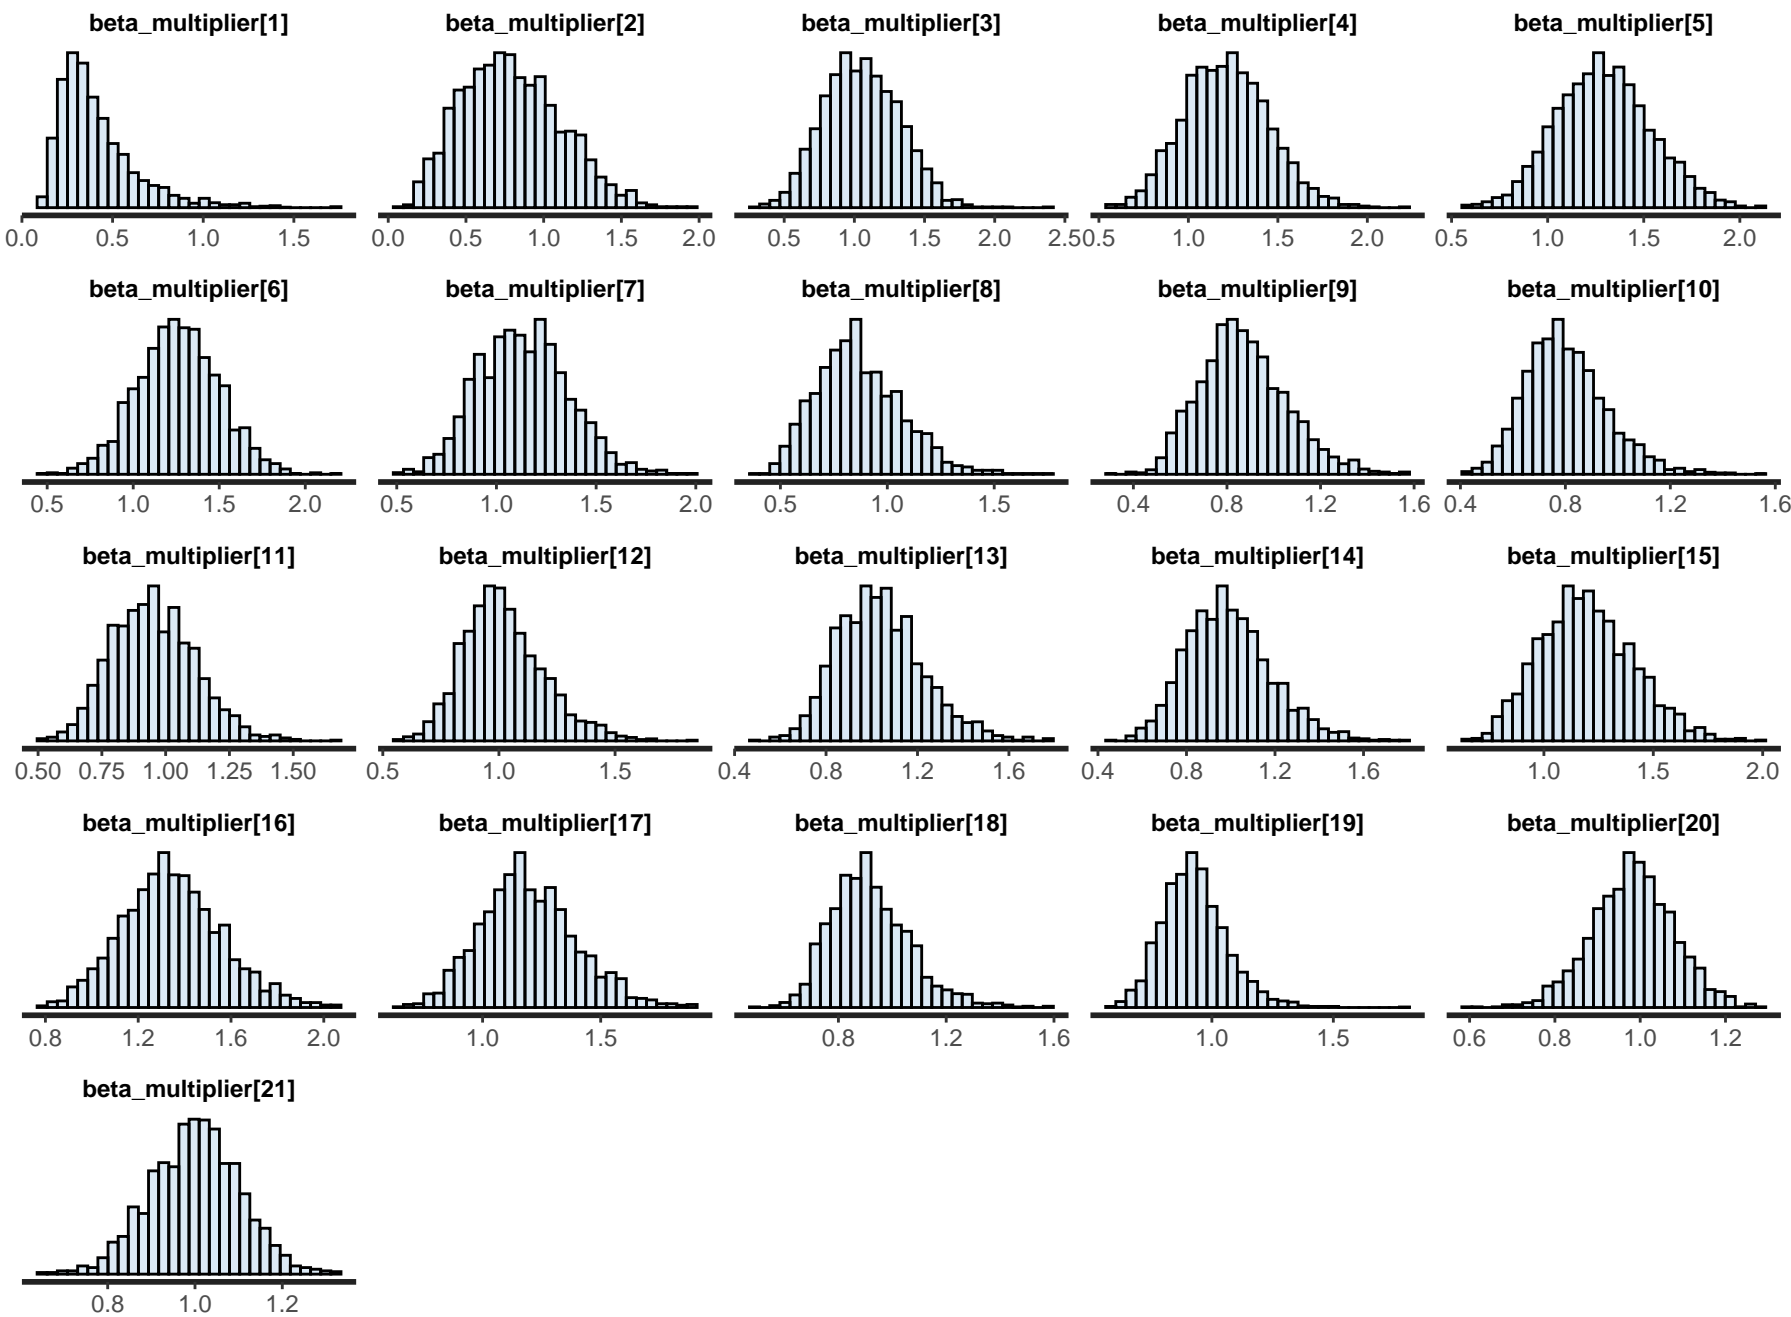 beta_multiplier[1] beta_multiplier[2] beta_multiplier[3] beta_multiplier[4] beta_multiplier[5]
0.0 0.5 1.0 1.5 0.0 0.5 1.0 1.5 2.0 0.5 1.0 1.5 2.0 2.5 0.5 1.0 1.5 2.0 0.5 1.0 1.5 2.0
beta_multiplier[6] beta_multiplier[7] beta_multiplier[8] beta_multiplier[9] beta_multiplier[10]
0.5 1.0 1.5 2.0 0.5 1.0 1.5 2.0 0.5 1.0 1.5 0.4 0.8 1.2 1.6 0.4 0.8 1.2 1.6
beta_multiplier[11] beta_multiplier[12] beta_multiplier[13] beta_multiplier[14] beta_multiplier[15]
0.50 0.75 1.00 1.25 1.50 0.5 1.0 1.5 0.4 0.8 1.2 1.6 0.4 0.8 1.2 1.6 1.0 1.5 2.0
beta_multiplier[16] beta_multiplier[17] beta_multiplier[18] beta_multiplier[19] beta_multiplier[20]
0.8 1.2 1.6 2.0 1.0 1.5 0.8 1.2 1.6 1.0 1.5 0.6 0.8 1.0 1.2
beta_multiplier[21]
0.8 1.0 1.2